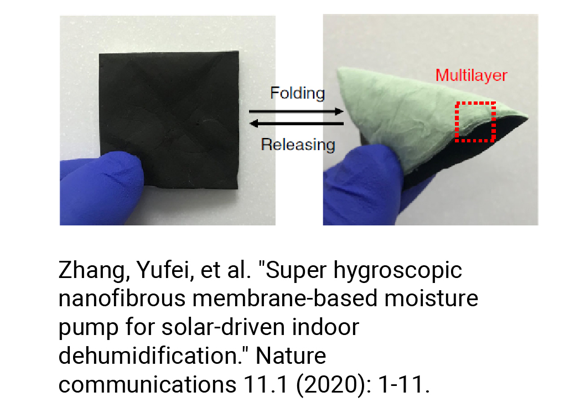 Multilayer
Folding
Releasing
Zhang, Yufei, et al. "Super hygroscopic
nanofibrous membrane-based moisture
pump for solar-driven indoor
dehumidification." Nature
communications 11.1 (2020): 1-11.